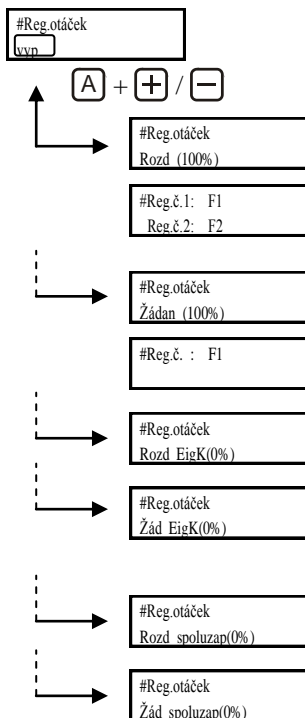 #Reg.otáček
vyp
A + + / −
#Reg.otáček
Rozd (100%)
#Reg.č.1: F1
Reg.č.2: F2
#Reg.otáček
Žádan (100%)
#Reg.č. : F1
#Reg.otáček
Rozd EigK(0%)
#Reg.otáček
Žád EigK(0%)
#Reg.otáček
Rozd spoluzap(0%)
#Reg.otáček
Žád spoluzap(0%)